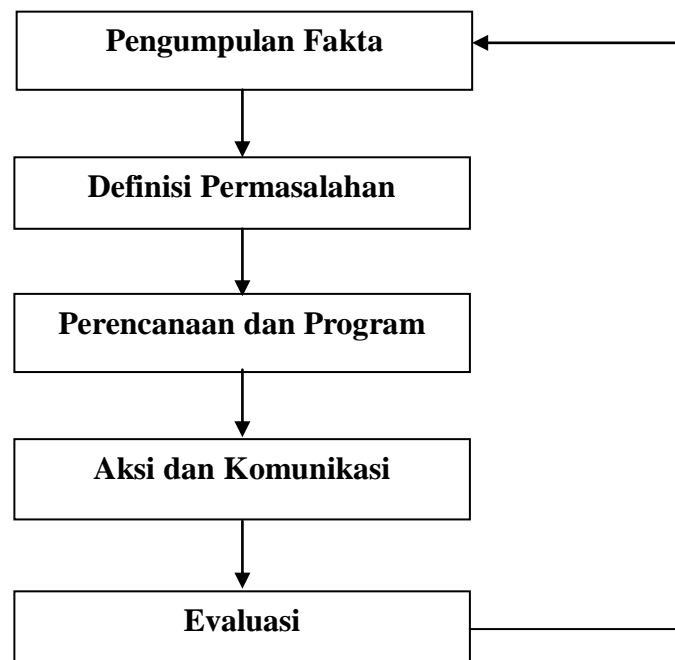 Pengumpulan Fakta
Definisi Permasalahan
Perencanaan dan Program
Aksi dan Komunikasi
Evaluasi